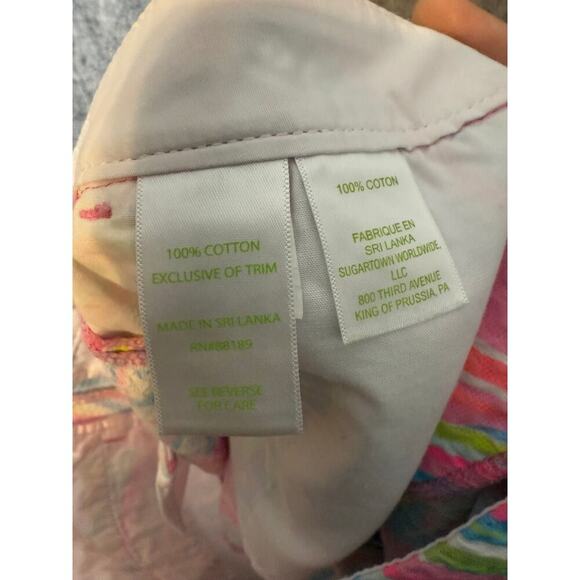 100% COTTON
EXCLUSIVE OF TRIM
MADE IN SRI LANKA
RN#88189
SEE REVERSE
FOR CARE
100% COTON
FABRIQUE EN
SRI LANKA
SUGARTOWN WORLDWIDE,
LLC
800 THIRD AVENUE
KING OF PRUSSIA, PA